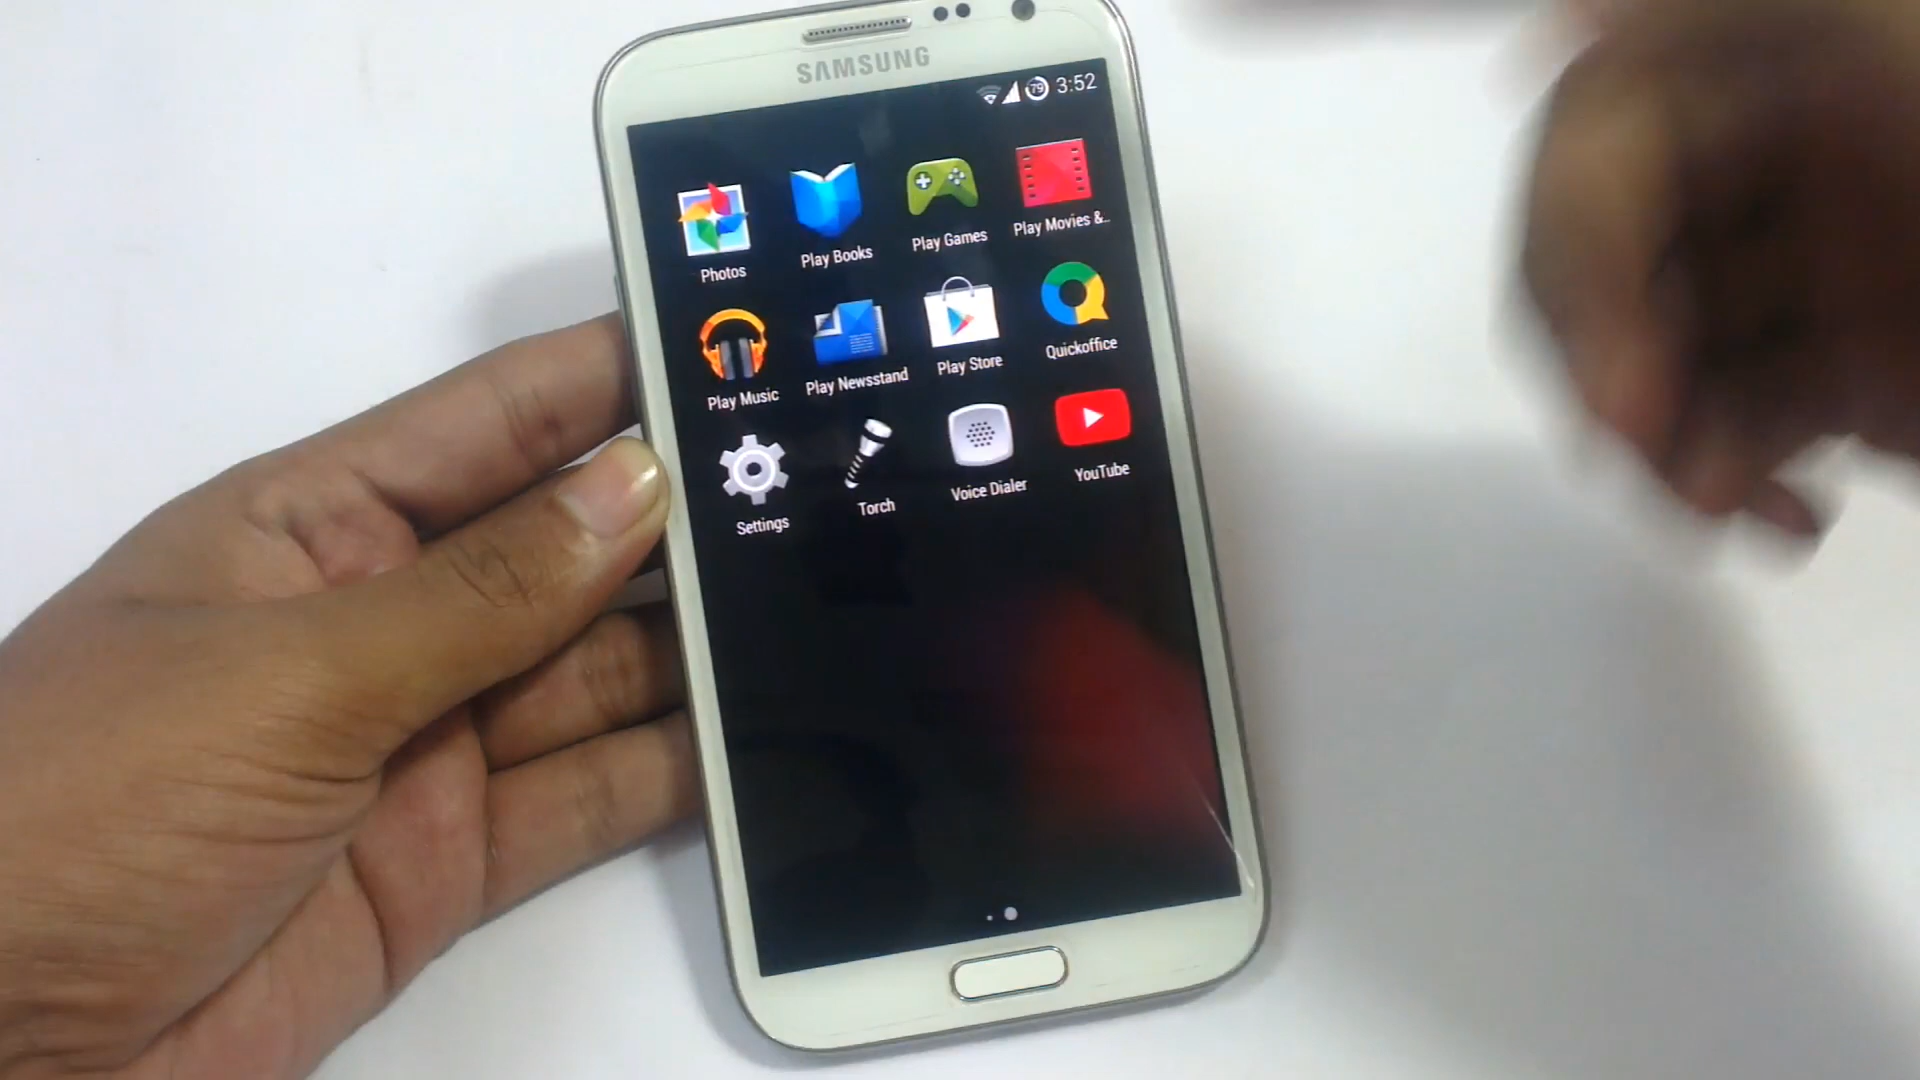 SAMSUNG
79 3:52
Photos
Play Books
Play Games
Play Movies &..
Play Music
Play Newsstand
Play Store
Quickoffice
Settings
Torch
Voice Dialer
YouTube